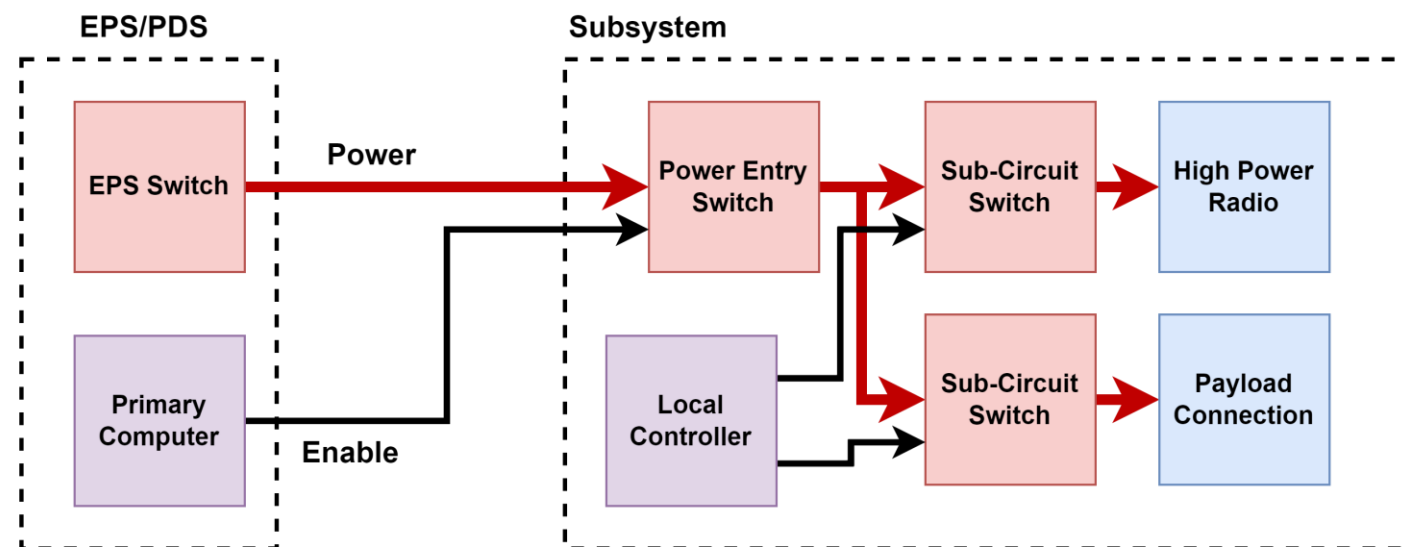 EPS/PDS
Subsystem
EPS Switch
Power
Power Entry
Switch
Sub-Circuit
Switch
High Power
Radio
Primary
Computer
Enable
Local
Controller
Sub-Circuit
Switch
Payload
Connection